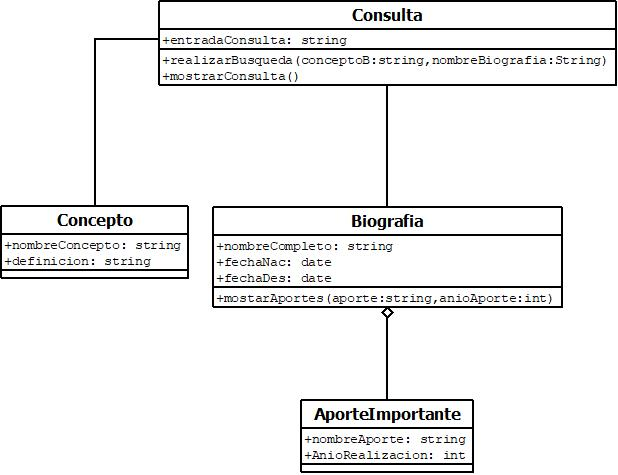 Consulta
+entradaConsulta: string
+realizarBusqueda(conceptoB:string,nombreBiografia:String)
+mostrarConsulta()
Concepto
+nombreConcepto: string
+definicion: string
Biografia
+nombreCompleto: string
+fechaNac: date
+fechaDes: date
+mostarAportes(aporte:string,anioAporte:int)
AporteImportante
+nombreAporte: string
+AnioRealizacion: int